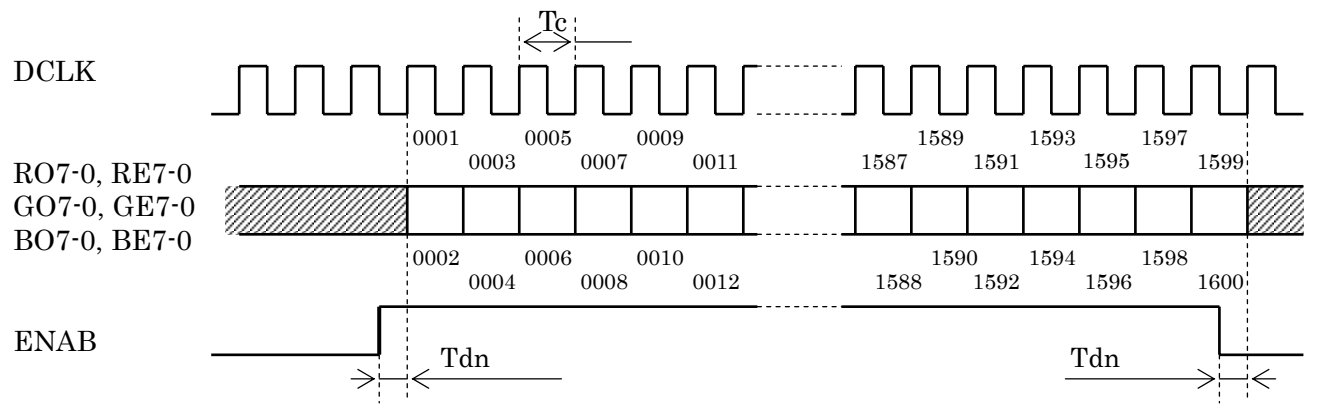 Tc
DCLK
0001 0005 0009 1589 1593 1597
0003 0007 0011 1587 1591 1595 1599
RO7-0, RE7-0
GO7-0, GE7-0
BO7-0, BE7-0
0002 0006 0010 1590 1594 1598
0004 0008 0012 1588 1592 1596 1600
ENAB
Tdn Tdn